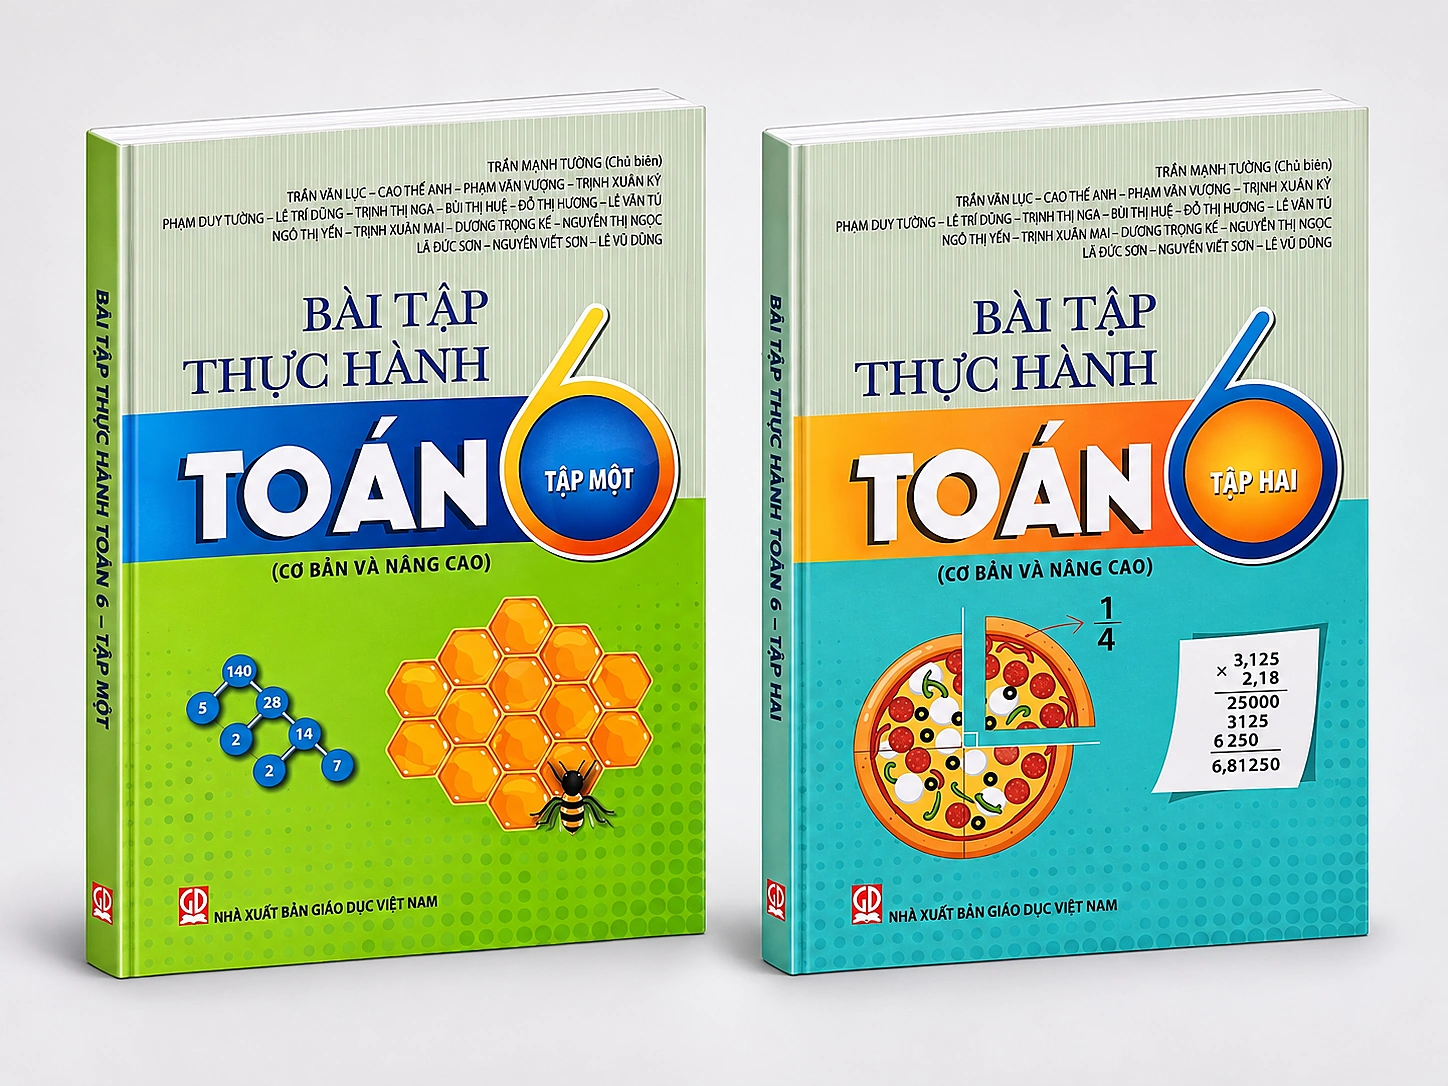 TRẦN MẠNH TƯỜNG (Chủ biên)
TRẦN VĂN LỤC – CAO THẾ ANH – PHẠM VĂN VƯỢNG – TRỊNH XUÂN KỲ
PHẠM DUY TƯỜNG – LÊ TRÍ DŨNG – TRỊNH THỊ NGA – BÙI THỊ HUỆ – ĐỖ THỊ HƯƠNG – LÊ VĂN TÚ
NGÔ THỊ YẾN – TRỊNH XUÂN MAI – DƯƠNG TRỌNG KẾ – NGUYỄN THỊ NGỌC
LÃ ĐỨC SƠN – NGUYỄN VIẾT SƠN – LÊ VŨ DŨNG
BÀI TẬP
THỰC HÀNH
TOÁN 6
TẬP MỘT
(CƠ BẢN VÀ NÂNG CAO)
140
5
28
2
14
2
7
GD
NHÀ XUẤT BẢN GIÁO DỤC VIỆT NAM
BÀI TẬP THỰC HÀNH TOÁN 6 – TẬP MỘT
GD
TRẦN MẠNH TƯỜNG (Chủ biên)
TRẦN VĂN LỤC – CAO THẾ ANH – PHẠM VĂN VƯỢNG – TRỊNH XUÂN KỲ
PHẠM DUY TƯỜNG – LÊ TRÍ DŨNG – TRỊNH THỊ NGA – BÙI THỊ HUỆ – ĐỖ THỊ HƯƠNG – LÊ VĂN TÚ
NGÔ THỊ YẾN – TRỊNH XUÂN MAI – DƯƠNG TRỌNG KẾ – NGUYỄN THỊ NGỌC
LÃ ĐỨC SƠN – NGUYỄN VIẾT SƠN – LÊ VŨ DŨNG
BÀI TẬP
THỰC HÀNH
TOÁN 6
TẬP HAI
(CƠ BẢN VÀ NÂNG CAO)
1
4
3,125
× 2,18
25000
3125
6 250
6,81250
GD
NHÀ XUẤT BẢN GIÁO DỤC VIỆT NAM
BÀI TẬP THỰC HÀNH TOÁN 6 – TẬP HAI
GD